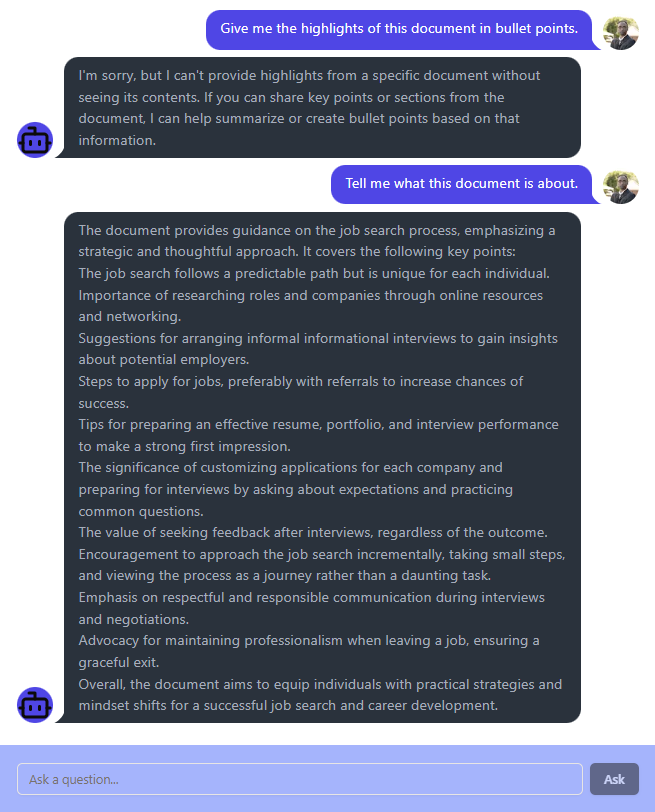 Give me the highlights of this document in bullet points.
I'm sorry, but I can't provide highlights from a specific document without
seeing its contents. If you can share key points or sections from the
document, I can help summarize or create bullet points based on that
information.
Tell me what this document is about.
The document provides guidance on the job search process, emphasizing a
strategic and thoughtful approach. It covers the following key points:
The job search follows a predictable path but is unique for each individual.
Importance of researching roles and companies through online resources
and networking.
Suggestions for arranging informal informational interviews to gain insights
about potential employers.
Steps to apply for jobs, preferably with referrals to increase chances of
success.
Tips for preparing an effective resume, portfolio, and interview performance
to make a strong first impression.
The significance of customizing applications for each company and
preparing for interviews by asking about expectations and practicing
common questions.
The value of seeking feedback after interviews, regardless of the outcome.
Encouragement to approach the job search incrementally, taking small steps,
and viewing the process as a journey rather than a daunting task.
Emphasis on respectful and responsible communication during interviews
and negotiations.
Advocacy for maintaining professionalism when leaving a job, ensuring a
graceful exit.
Overall, the document aims to equip individuals with practical strategies and
mindset shifts for a successful job search and career development.
Ask a question...
Ask